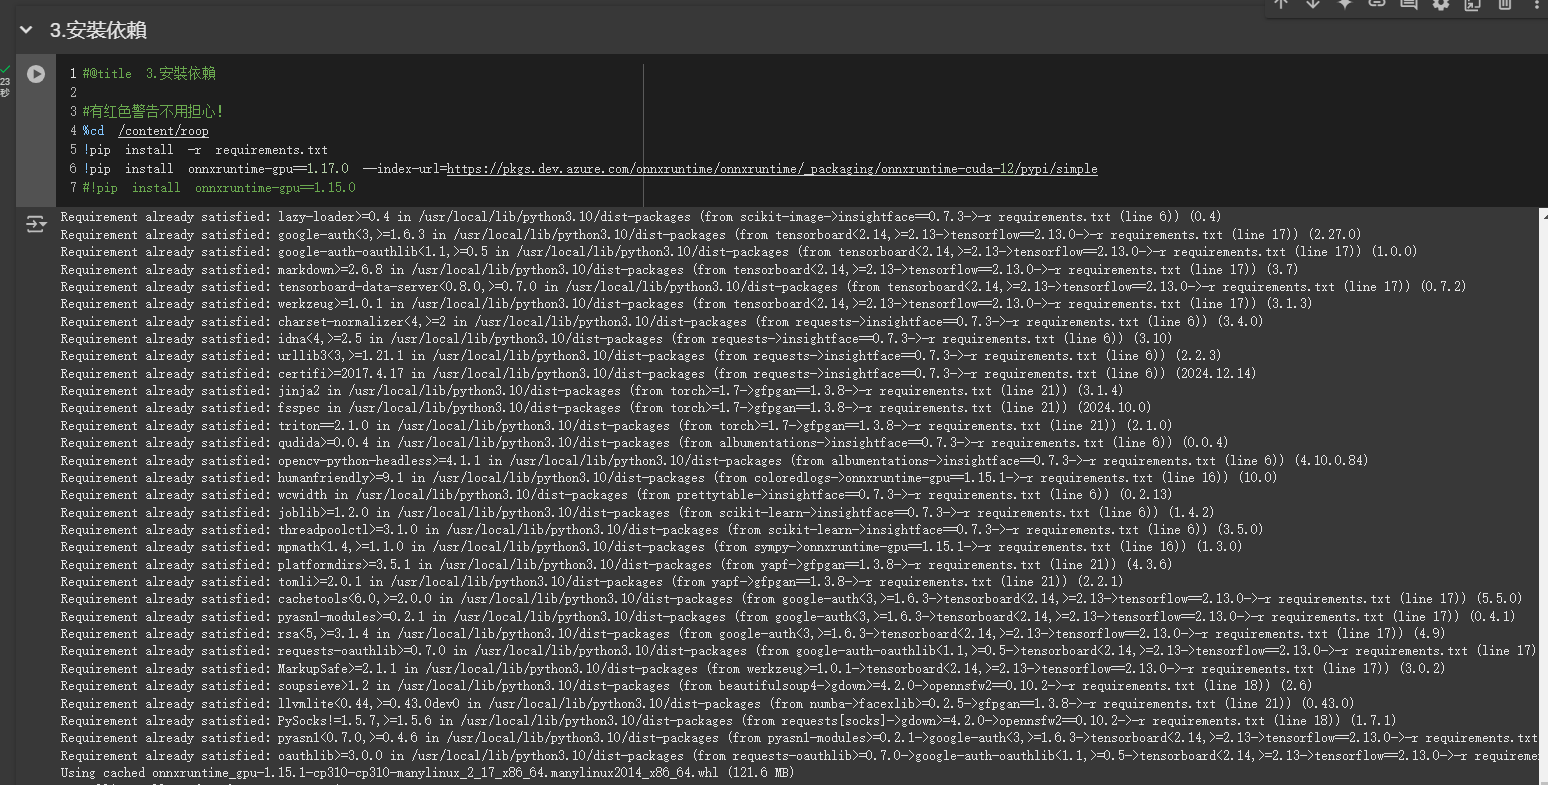 3.安裝依賴
23
秒
1 #@title  3.安裝依賴
2
3 #有红色警告不用担心!
4 %cd  /content/roop
5 !pip  install  -r  requirements.txt
6 !pip  install  onnxruntime-gpu==1.17.0  --index-url=https://pkgs.dev.azure.com/onnxruntime/onnxruntime/_packaging/onnxruntime-cuda-12/pypi/simple
7 #!pip  install  onnxruntime-gpu==1.15.0
Requirement already satisfied: lazy-loader>=0.4 in /usr/local/lib/python3.10/dist-packages (from scikit-image->insightface==0.7.3->-r requirements.txt (line 6)) (0.4)
Requirement already satisfied: google-auth<3,>=1.6.3 in /usr/local/lib/python3.10/dist-packages (from tensorboard<2.14,>=2.13->tensorflow==2.13.0->-r requirements.txt (line 17)) (2.27.0)
Requirement already satisfied: google-auth-oauthlib<1.1,>=0.5 in /usr/local/lib/python3.10/dist-packages (from tensorboard<2.14,>=2.13->tensorflow==2.13.0->-r requirements.txt (line 17)) (1.0.0)
Requirement already satisfied: markdown>=2.6.8 in /usr/local/lib/python3.10/dist-packages (from tensorboard<2.14,>=2.13->tensorflow==2.13.0->-r requirements.txt (line 17)) (3.7)
Requirement already satisfied: tensorboard-data-server<0.8.0,>=0.7.0 in /usr/local/lib/python3.10/dist-packages (from tensorboard<2.14,>=2.13->tensorflow==2.13.0->-r requirements.txt (line 17)) (0.7.2)
Requirement already satisfied: werkzeug>=1.0.1 in /usr/local/lib/python3.10/dist-packages (from tensorboard<2.14,>=2.13->tensorflow==2.13.0->-r requirements.txt (line 17)) (3.1.3)
Requirement already satisfied: charset-normalizer<4,>=2 in /usr/local/lib/python3.10/dist-packages (from requests->insightface==0.7.3->-r requirements.txt (line 6)) (3.4.0)
Requirement already satisfied: idna<4,>=2.5 in /usr/local/lib/python3.10/dist-packages (from requests->insightface==0.7.3->-r requirements.txt (line 6)) (3.10)
Requirement already satisfied: urllib3<3,>=1.21.1 in /usr/local/lib/python3.10/dist-packages (from requests->insightface==0.7.3->-r requirements.txt (line 6)) (2.2.3)
Requirement already satisfied: certifi>=2017.4.17 in /usr/local/lib/python3.10/dist-packages (from requests->insightface==0.7.3->-r requirements.txt (line 6)) (2024.12.14)
Requirement already satisfied: jinja2 in /usr/local/lib/python3.10/dist-packages (from torch>=1.7->gfpgan==1.3.8->-r requirements.txt (line 21)) (3.1.4)
Requirement already satisfied: fsspec in /usr/local/lib/python3.10/dist-packages (from torch>=1.7->gfpgan==1.3.8->-r requirements.txt (line 21)) (2024.10.0)
Requirement already satisfied: triton==2.1.0 in /usr/local/lib/python3.10/dist-packages (from torch>=1.7->gfpgan==1.3.8->-r requirements.txt (line 21)) (2.1.0)
Requirement already satisfied: qudida>=0.0.4 in /usr/local/lib/python3.10/dist-packages (from albumentations->insightface==0.7.3->-r requirements.txt (line 6)) (0.0.4)
Requirement already satisfied: opencv-python-headless>=4.1.1 in /usr/local/lib/python3.10/dist-packages (from albumentations->insightface==0.7.3->-r requirements.txt (line 6)) (4.10.0.84)
Requirement already satisfied: humanfriendly>=9.1 in /usr/local/lib/python3.10/dist-packages (from coloredlogs->onnxruntime-gpu==1.15.1->-r requirements.txt (line 16)) (10.0)
Requirement already satisfied: wcwidth in /usr/local/lib/python3.10/dist-packages (from prettytable->insightface==0.7.3->-r requirements.txt (line 6)) (0.2.13)
Requirement already satisfied: joblib>=1.2.0 in /usr/local/lib/python3.10/dist-packages (from scikit-learn->insightface==0.7.3->-r requirements.txt (line 6)) (1.4.2)
Requirement already satisfied: threadpoolctl>=3.1.0 in /usr/local/lib/python3.10/dist-packages (from scikit-learn->insightface==0.7.3->-r requirements.txt (line 6)) (3.5.0)
Requirement already satisfied: mpmath<1.4,>=1.1.0 in /usr/local/lib/python3.10/dist-packages (from sympy->onnxruntime-gpu==1.15.1->-r requirements.txt (line 16)) (1.3.0)
Requirement already satisfied: platformdirs>=3.5.1 in /usr/local/lib/python3.10/dist-packages (from yapf->gfpgan==1.3.8->-r requirements.txt (line 21)) (4.3.6)
Requirement already satisfied: tomli>=2.0.1 in /usr/local/lib/python3.10/dist-packages (from yapf->gfpgan==1.3.8->-r requirements.txt (line 21)) (2.2.1)
Requirement already satisfied: cachetools<6.0,>=2.0.0 in /usr/local/lib/python3.10/dist-packages (from google-auth<3,>=1.6.3->tensorboard<2.14,>=2.13->tensorflow==2.13.0->-r requirements.txt (line 17)) (5.5.0)
Requirement already satisfied: pyasn1-modules>=0.2.1 in /usr/local/lib/python3.10/dist-packages (from google-auth<3,>=1.6.3->tensorboard<2.14,>=2.13->tensorflow==2.13.0->-r requirements.txt (line 17)) (0.4.1)
Requirement already satisfied: rsa<5,>=3.1.4 in /usr/local/lib/python3.10/dist-packages (from google-auth<3,>=1.6.3->tensorboard<2.14,>=2.13->tensorflow==2.13.0->-r requirements.txt (line 17)) (4.9)
Requirement already satisfied: requests-oauthlib>=0.7.0 in /usr/local/lib/python3.10/dist-packages (from google-auth-oauthlib<1.1,>=0.5->tensorboard<2.14,>=2.13->tensorflow==2.13.0->-r requirements.txt (line 17)
Requirement already satisfied: MarkupSafe>=2.1.1 in /usr/local/lib/python3.10/dist-packages (from werkzeug>=1.0.1->tensorboard<2.14,>=2.13->tensorflow==2.13.0->-r requirements.txt (line 17)) (3.0.2)
Requirement already satisfied: soupsieve>1.2 in /usr/local/lib/python3.10/dist-packages (from beautifulsoup4->gdown>=4.2.0->opennsfw2==0.10.2->-r requirements.txt (line 18)) (2.6)
Requirement already satisfied: llvmlite<0.44,>=0.43.0dev0 in /usr/local/lib/python3.10/dist-packages (from numba->facexlib>=0.2.5->gfpgan==1.3.8->-r requirements.txt (line 21)) (0.43.0)
Requirement already satisfied: PySocks!=1.5.7,>=1.5.6 in /usr/local/lib/python3.10/dist-packages (from requests[socks]->gdown>=4.2.0->opennsfw2==0.10.2->-r requirements.txt (line 18)) (1.7.1)
Requirement already satisfied: pyasn1<0.7.0,>=0.4.6 in /usr/local/lib/python3.10/dist-packages (from pyasn1-modules>=0.2.1->google-auth<3,>=1.6.3->tensorboard<2.14,>=2.13->tensorflow==2.13.0->-r requirements.txt
Requirement already satisfied: oauthlib>=3.0.0 in /usr/local/lib/python3.10/dist-packages (from requests-oauthlib>=0.7.0->google-auth-oauthlib<1.1,>=0.5->tensorboard<2.14,>=2.13->tensorflow==2.13.0->-r
Using cached onnxruntime_gpu-1.15.1-cp310-cp310-manylinux_2_17_x86_64.manylinux2014_x86_64.whl (121.6 MB)